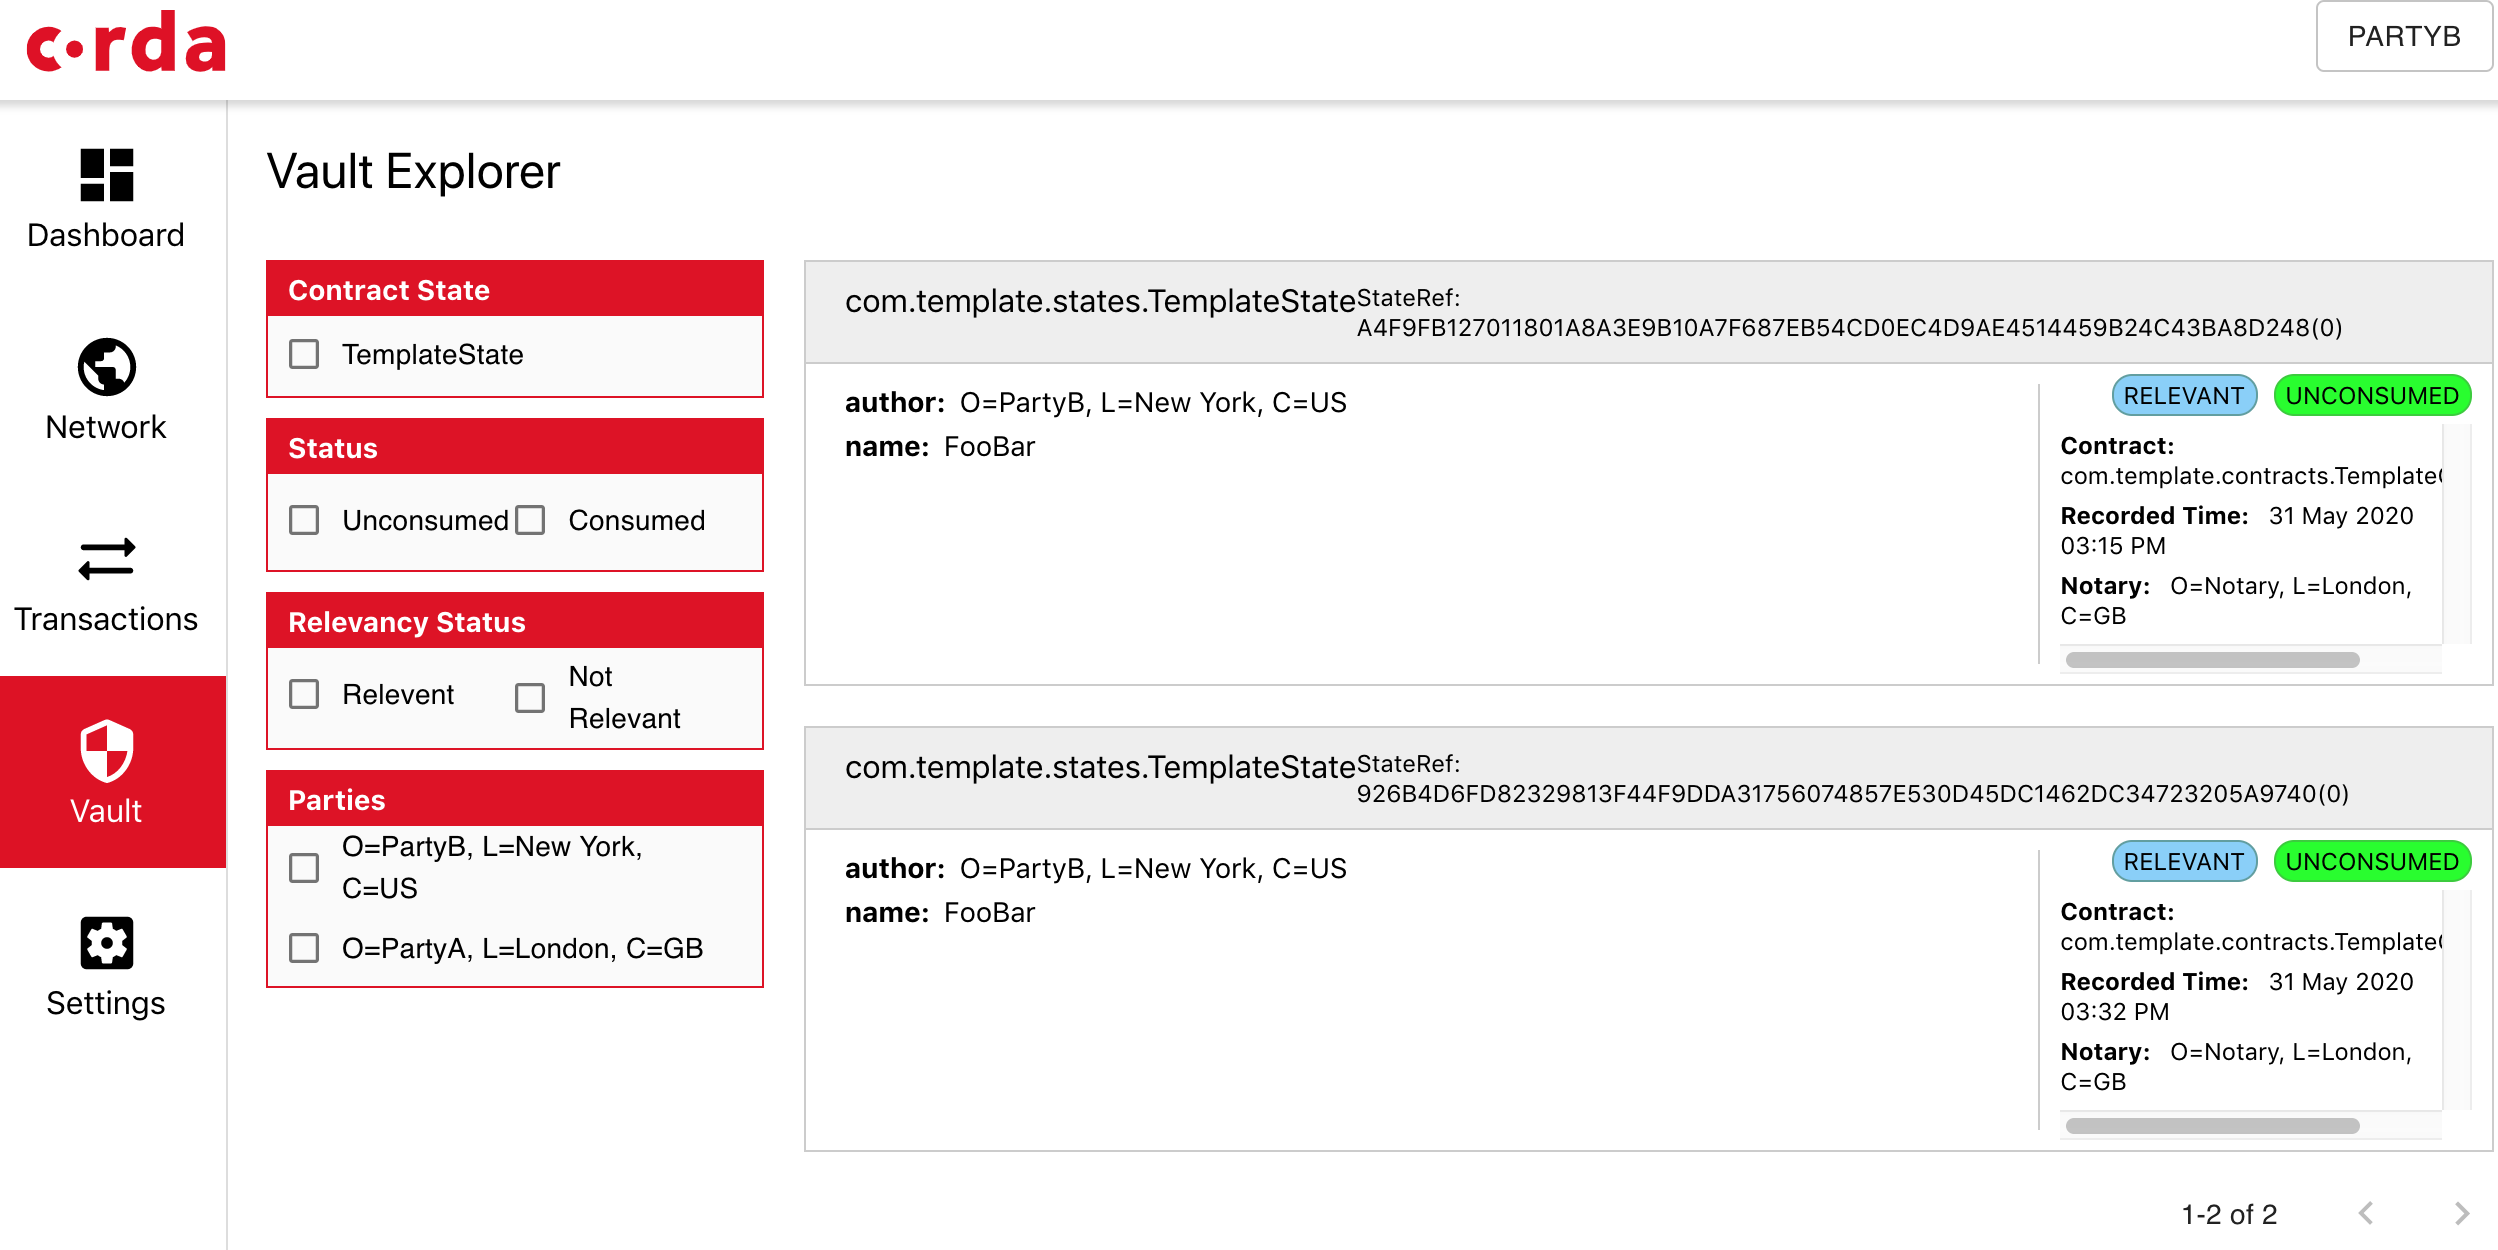 corda
PARTYB
Dashboard
Network
Transactions
Vault
Settings
Vault Explorer
Contract State
TemplateState
Status
Unconsumed Consumed
Relevancy Status
Relevent
Not
Relevant
Parties
O=PartyB, L=New York,
C=US
O=PartyA, L=London, C=GB
com.template.states.TemplateState
StateRef:
A4F9FB127011801A8A3E9B10A7F687EB54CD0EC4D9AE4514459B24C43BA8D248(0)
author: O=PartyB, L=New York, C=US
name: FooBar
RELEVANT UNCONSUMED
Contract:
com.template.contracts.Template
Recorded Time: 31 May 2020
03:15 PM
Notary: O=Notary, L=London,
C=GB
com.template.states.TemplateState
StateRef:
926B4D6FD82329813F44F9DDA31756074857E530D45DC1462DC34723205A9740(0)
author: O=PartyB, L=New York, C=US
name: FooBar
RELEVANT UNCONSUMED
Contract:
com.template.contracts.Template
Recorded Time: 31 May 2020
03:32 PM
Notary: O=Notary, L=London,
C=GB
1-2 of 2